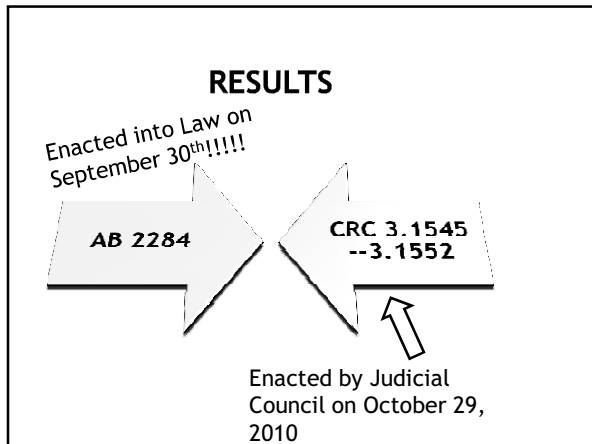 RESULTS
Enacted into Law on
September 30th!!!!!
AB 2284
CRC 3.1545
--3.1552
Enacted by Judicial
Council on October 29,
2010